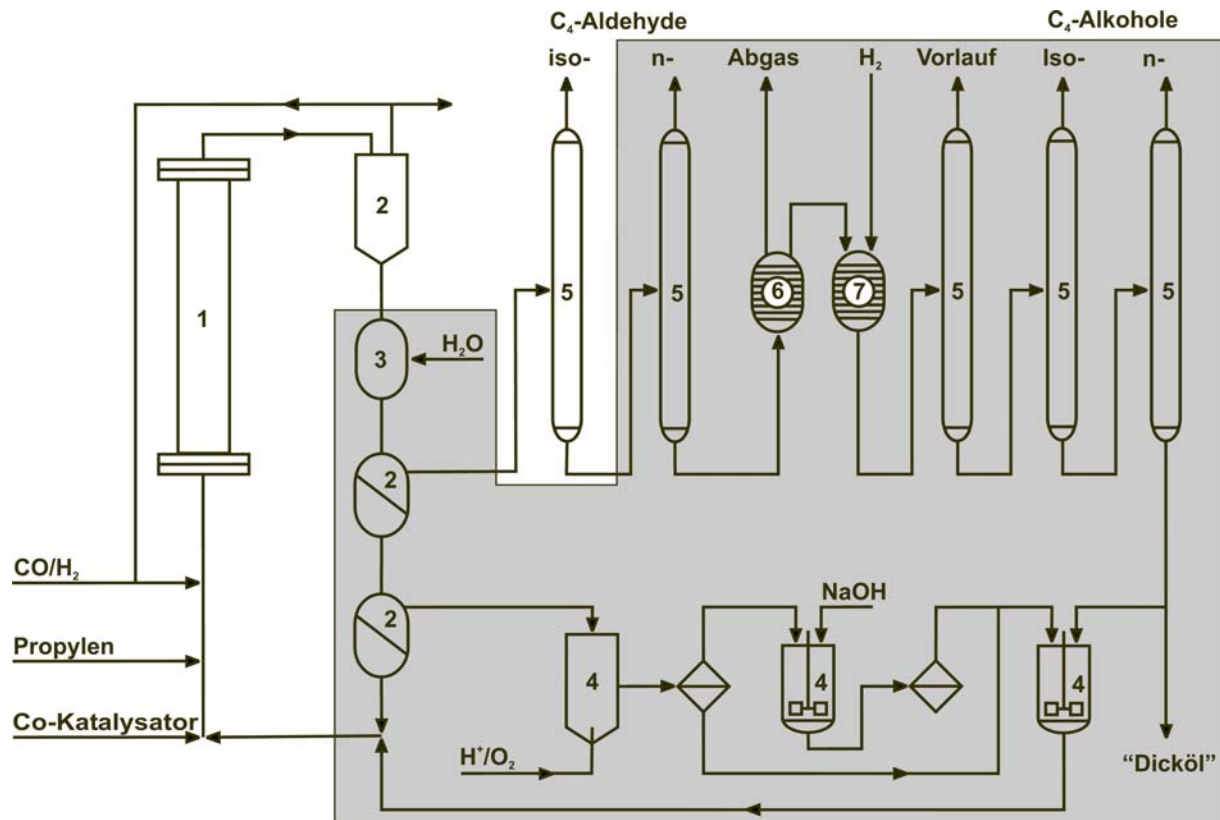 C₄-Aldehyde
C₄-Alkohole
iso-
n-
Abgas
H₂
Vorlauf
Iso-
n-
2
1
5
5
6
7
5
5
5
3
H₂O
2
CO/H₂
2
NaOH
Propylen
4
4
4
Co-Katalysator
H⁺/O₂
“Dicköl”